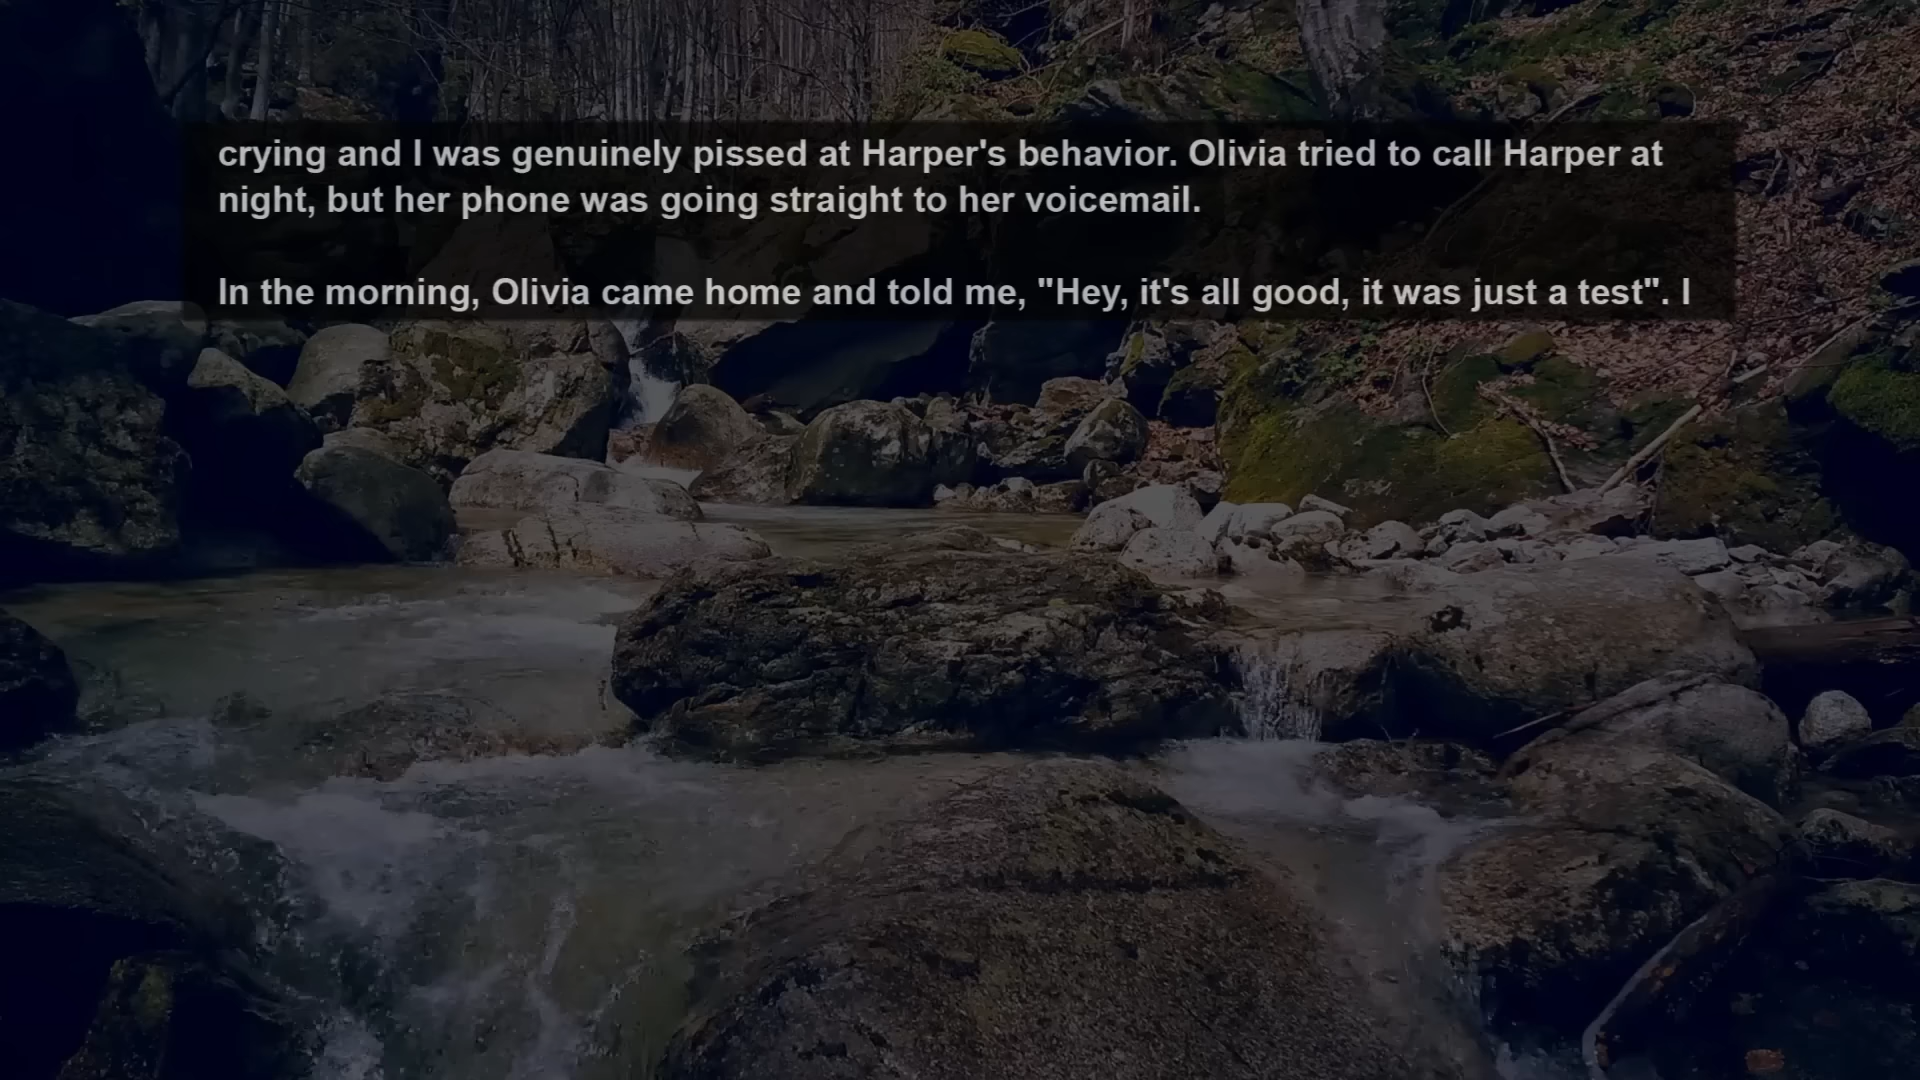 crying and I was genuinely pissed at Harper's behavior. Olivia tried to call Harper at
night, but her phone was going straight to her voicemail.
In the morning, Olivia came home and told me, "Hey, it's all good, it was just a test". I